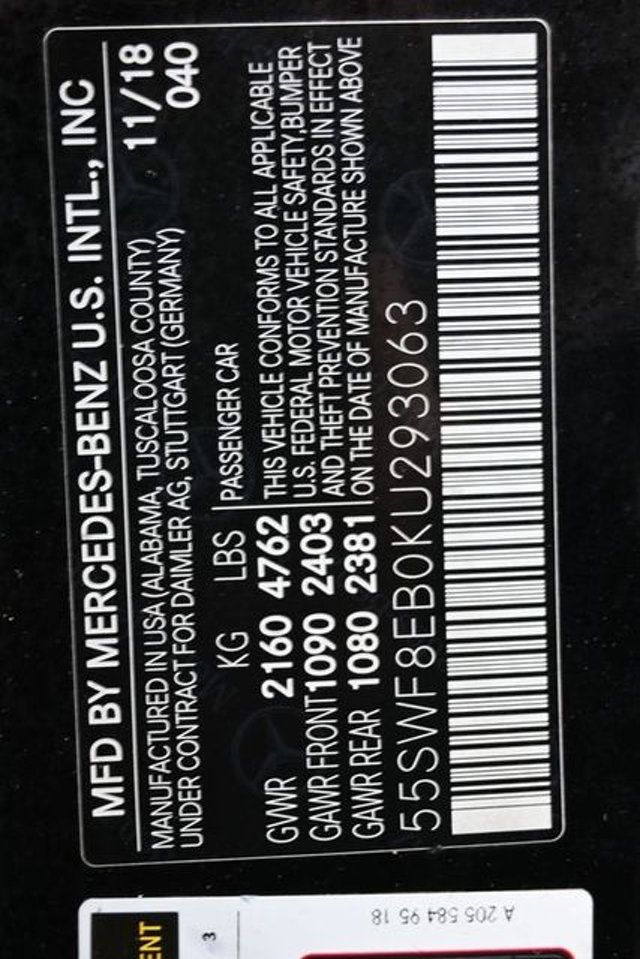 MFD BY MERCEDES-BENZ U.S. INTL., INC
11/18
MANUFACTURED IN USA (ALABAMA, TUSCALOOSA COUNTY)
UNDER CONTRACT FOR DAIMLER AG, STUTTGART (GERMANY)
040
KG LBS PASSENGER CAR
GVWR 2160 4762 THIS VEHICLE CONFORMS TO ALL APPLICABLE
U.S. FEDERAL MOTOR VEHICLE SAFETY,BUMPER
GAWR FRONT 1090 2403 AND THEFT PREVENTION STANDARDS IN EFFECT
GAWR REAR 1080 2381 ON THE DATE OF MANUFACTURE SHOWN ABOVE
55SWF8EB0KU293063
ENT
3
A 205 584 95 18